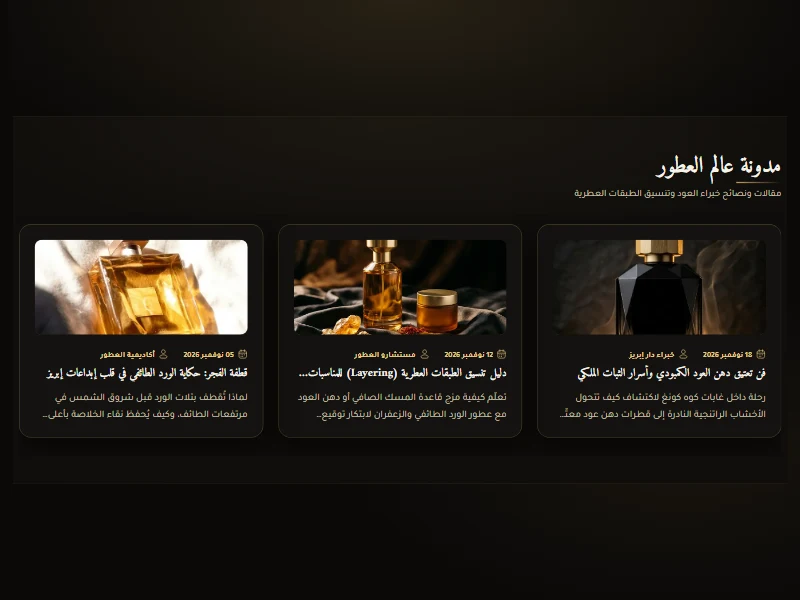 مدونة عالم العطور
مقالات ونصائح خبراء العود وتنسيق الطبقات العطرية
18 نوفمبر 2026
خبراء دار إبريز
فن تعتيق دهن العود الكمبودي وأسرار الثبات الملكي
رحلة داخل غابات كوه كونغ لاكتشاف كيف تتحول
الأخشاب الراتنجية النادرة إلى قطرات دهن عود معتّ...
12 نوفمبر 2026
مستشارو العطور
دليل تنسيق الطبقات العطرية (Layering) للمناسبات...
تعلّم كيفية مزج قاعدة المسك الصافي أو دهن العود
مع عطور الورد الطائفي والزعفران لابتكار توقيع...
05 نوفمبر 2026
أكاديمية العطور
قطفة الفجر: حكاية الورد الطائفي في قلب إبداعات إبريز
لماذا تُقطف بتلات الورد قبل شروق الشمس في
مرتفعات الطائف، وكيف يُحفظ نقاء الخلاصة بأعلى...